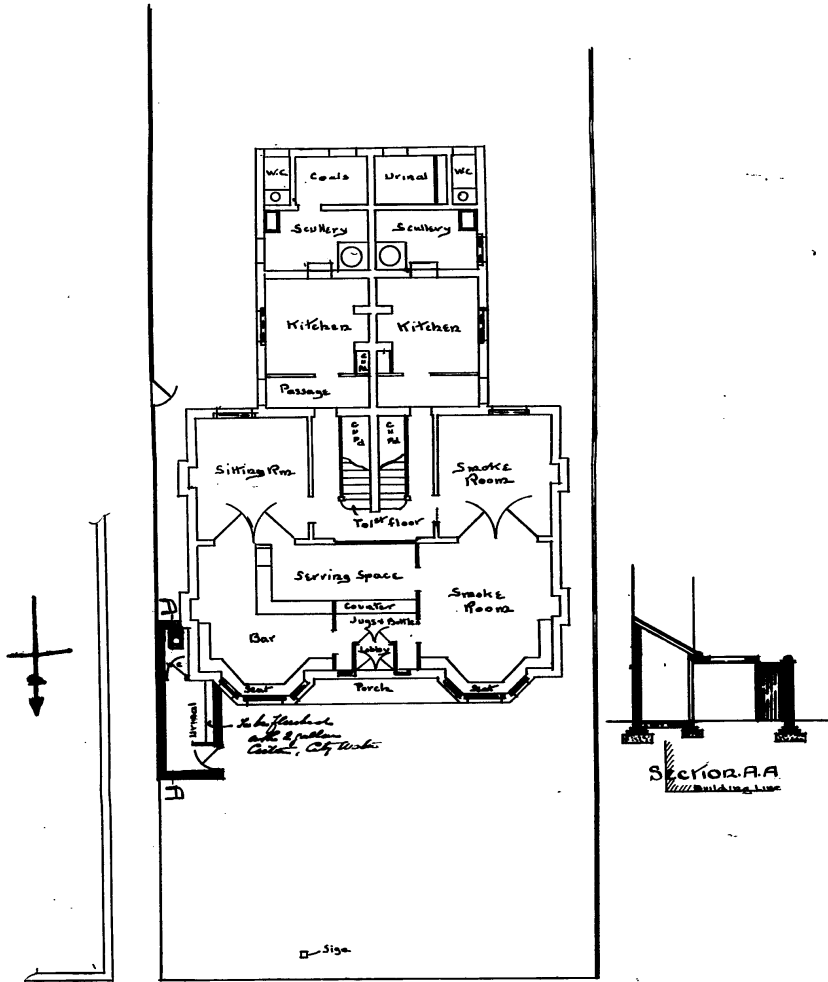 W.C.
Coals
Urinal
W.C
Scullery
Scullery
Kitchen
Kitchen
Passage
Cup
d
Cup
d
Sitting Rm
Smoke
Room
To 1st floor
Serving Space
Smoke
Room
Counter
Jugs & Bottles
Bar
Lobby
Seat
Porch
Seat
Urinal
To be flushed
with 2 gallon
Cistern, City Water
Section. A.A
Building Line
Sign